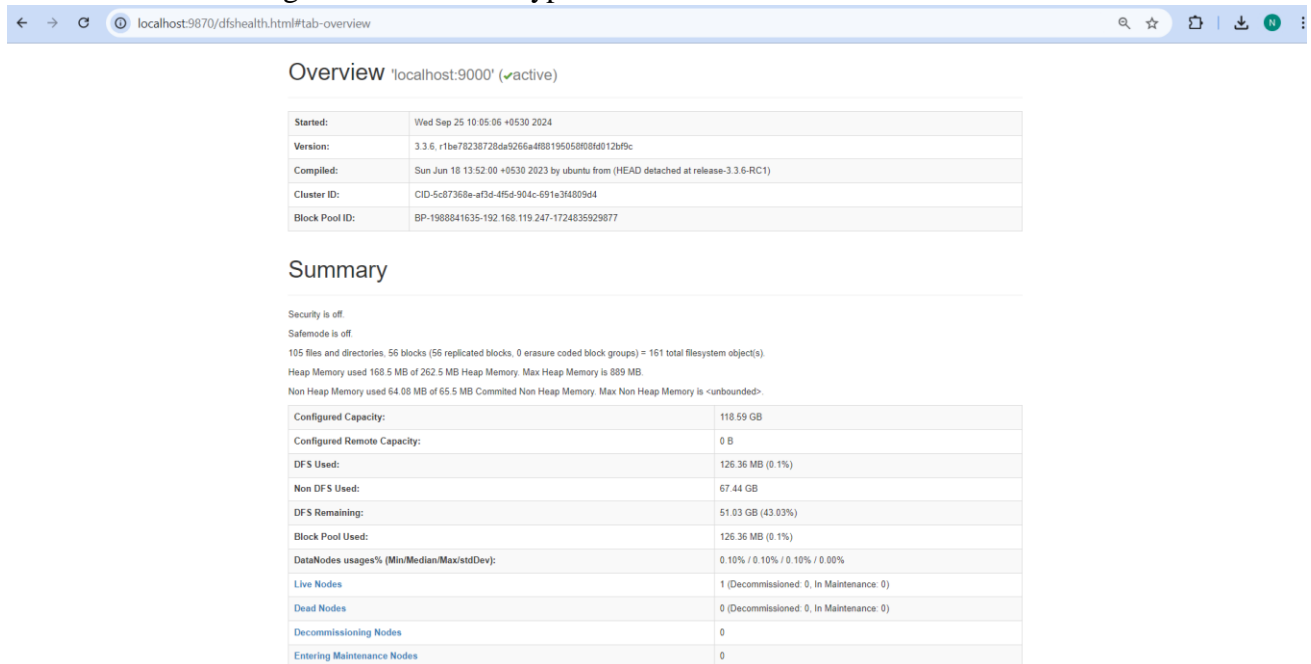 localhost:9870/dfshealth.html#tab-overview
N
Overview 'localhost:9000' (✔active)
Started: Wed Sep 25 10:05:06 +0530 2024
Version: 3.3.6, r1be78238728da9266a4f88195058f08fd012bf9c
Compiled: Sun Jun 18 13:52:00 +0530 2023 by ubuntu from (HEAD detached at release-3.3.6-RC1)
Cluster ID: CID-5c87368e-af3d-4f5d-904c-691e3f4809d4
Block Pool ID: BP-1988841635-192.168.119.247-1724835929877
Summary
Security is off.
Safemode is off.
105 files and directories, 56 blocks (56 replicated blocks, 0 erasure coded block groups) = 161 total filesystem object(s).
Heap Memory used 168.5 MB of 262.5 MB Heap Memory. Max Heap Memory is 889 MB.
Non Heap Memory used 64.08 MB of 65.5 MB Commited Non Heap Memory. Max Non Heap Memory is <unbounded>.
Configured Capacity: 118.59 GB
Configured Remote Capacity: 0 B
DFS Used: 126.36 MB (0.1%)
Non DFS Used: 67.44 GB
DFS Remaining: 51.03 GB (43.03%)
Block Pool Used: 126.36 MB (0.1%)
DataNodes usages% (Min/Median/Max/stdDev): 0.10% / 0.10% / 0.10% / 0.00%
Live Nodes 1 (Decommissioned: 0, In Maintenance: 0)
Dead Nodes 0 (Decommissioned: 0, In Maintenance: 0)
Decommissioning Nodes 0
Entering Maintenance Nodes 0